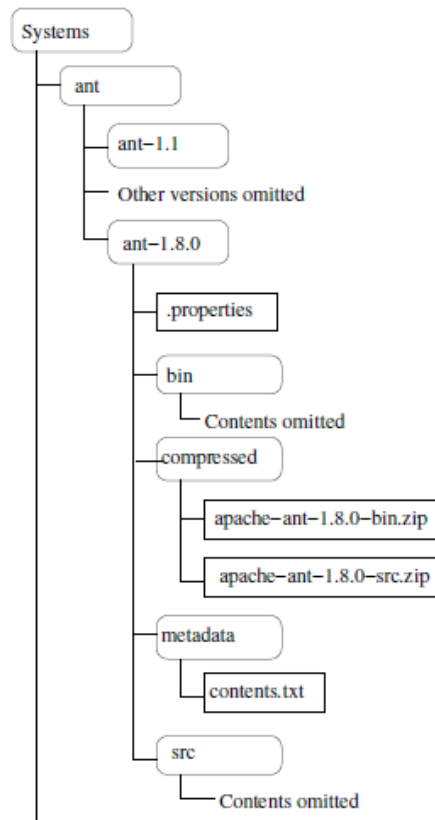 Systems
ant
ant−1.1
Other versions omitted
ant−1.8.0
.properties
bin
Contents omitted
compressed
apache−ant−1.8.0−bin.zip
apache−ant−1.8.0−src.zip
metadata
contents.txt
src
Contents omitted